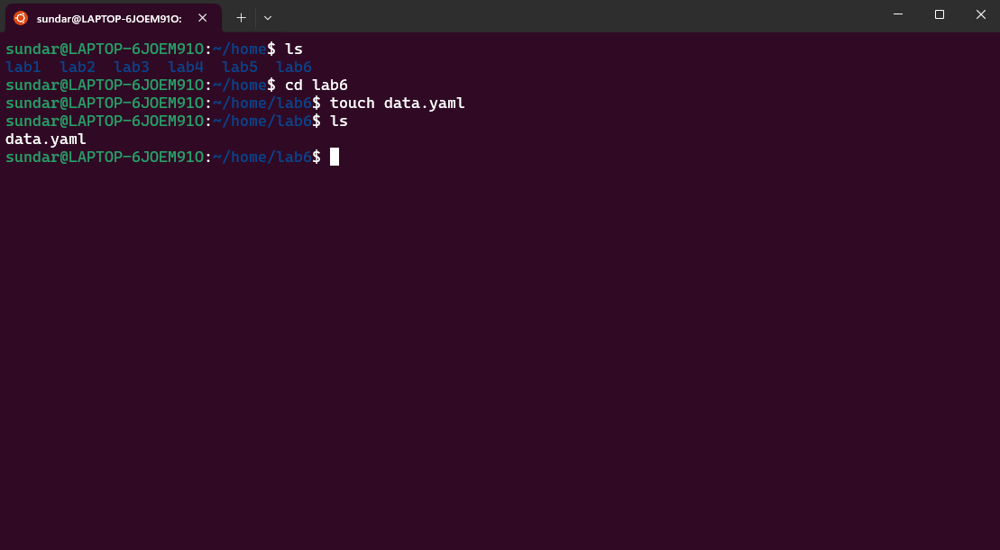 sundar@LAPTOP-6JOEM91O:
sundar@LAPTOP-6JOEM91O:~/home$ ls
lab1  lab2  lab3  lab4  lab5  lab6
sundar@LAPTOP-6JOEM91O:~/home$ cd lab6
sundar@LAPTOP-6JOEM91O:~/home/lab6$ touch data.yaml
sundar@LAPTOP-6JOEM91O:~/home/lab6$ ls
data.yaml
sundar@LAPTOP-6JOEM91O:~/home/lab6$